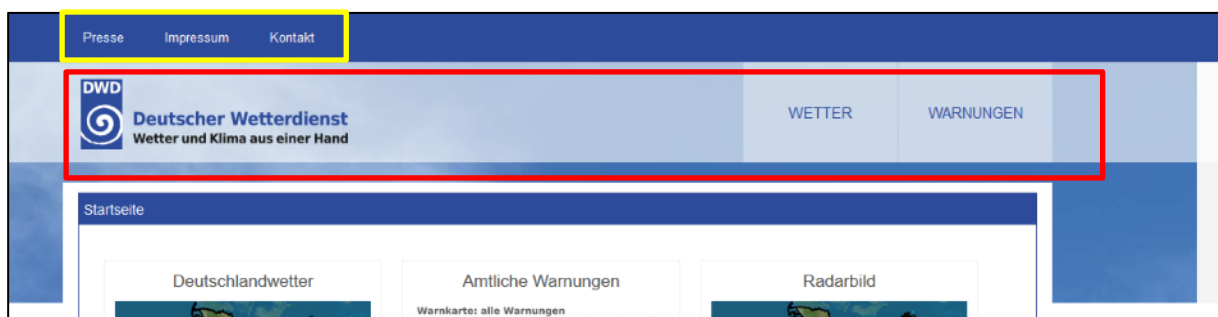 Presse Impressum Kontakt
DWD
Deutscher Wetterdienst
Wetter und Klima aus einer Hand
WETTER WARNUNGEN
Startseite
Deutschlandwetter Amtliche Warnungen Radarbild
Warnkarte: alle Warnungen